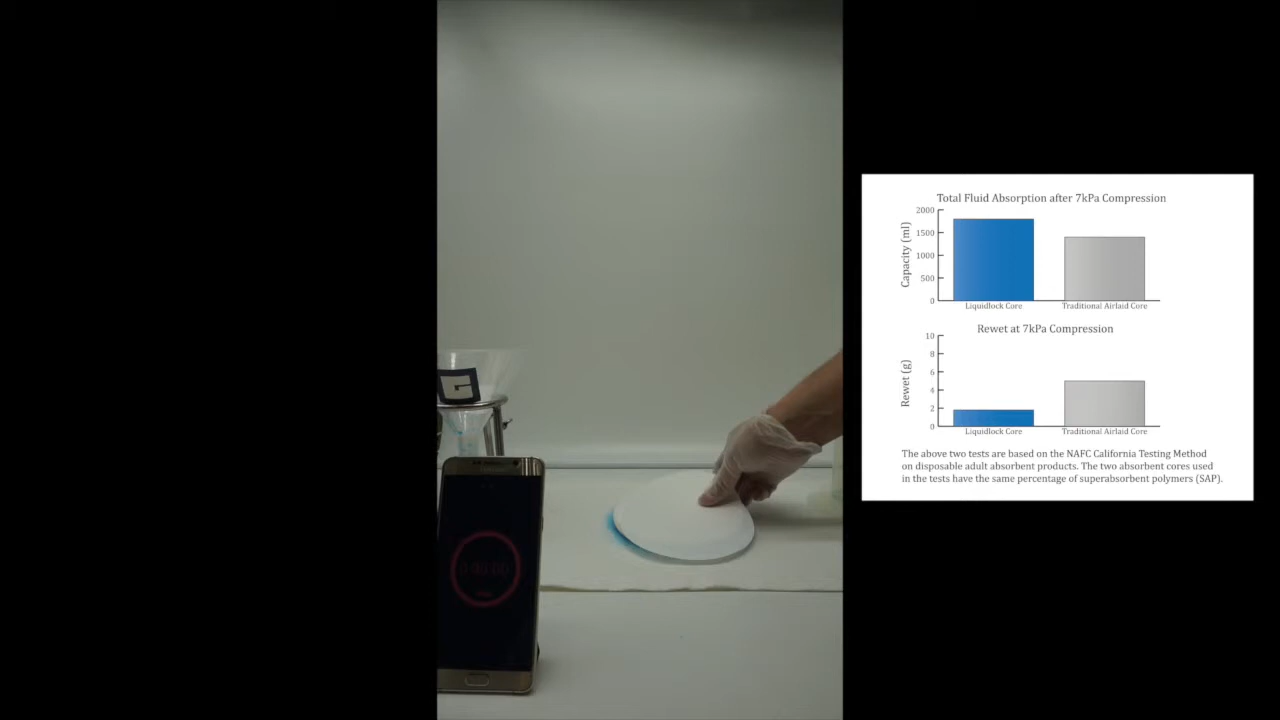 Total Fluid Absorption after 7kPa Compression
Capacity (ml)
2000
1500
1000
500
0
Liquidlock Core
Traditional Airlaid Core
Rewet at 7kPa Compression
Rewet (g)
10
8
6
4
2
0
Liquidlock Core
Traditional Airlaid Core
The above two tests are based on the NAFC California Testing Method
on disposable adult absorbent products. The two absorbent cores used
in the tests have the same percentage of superabsorbent polymers (SAP).